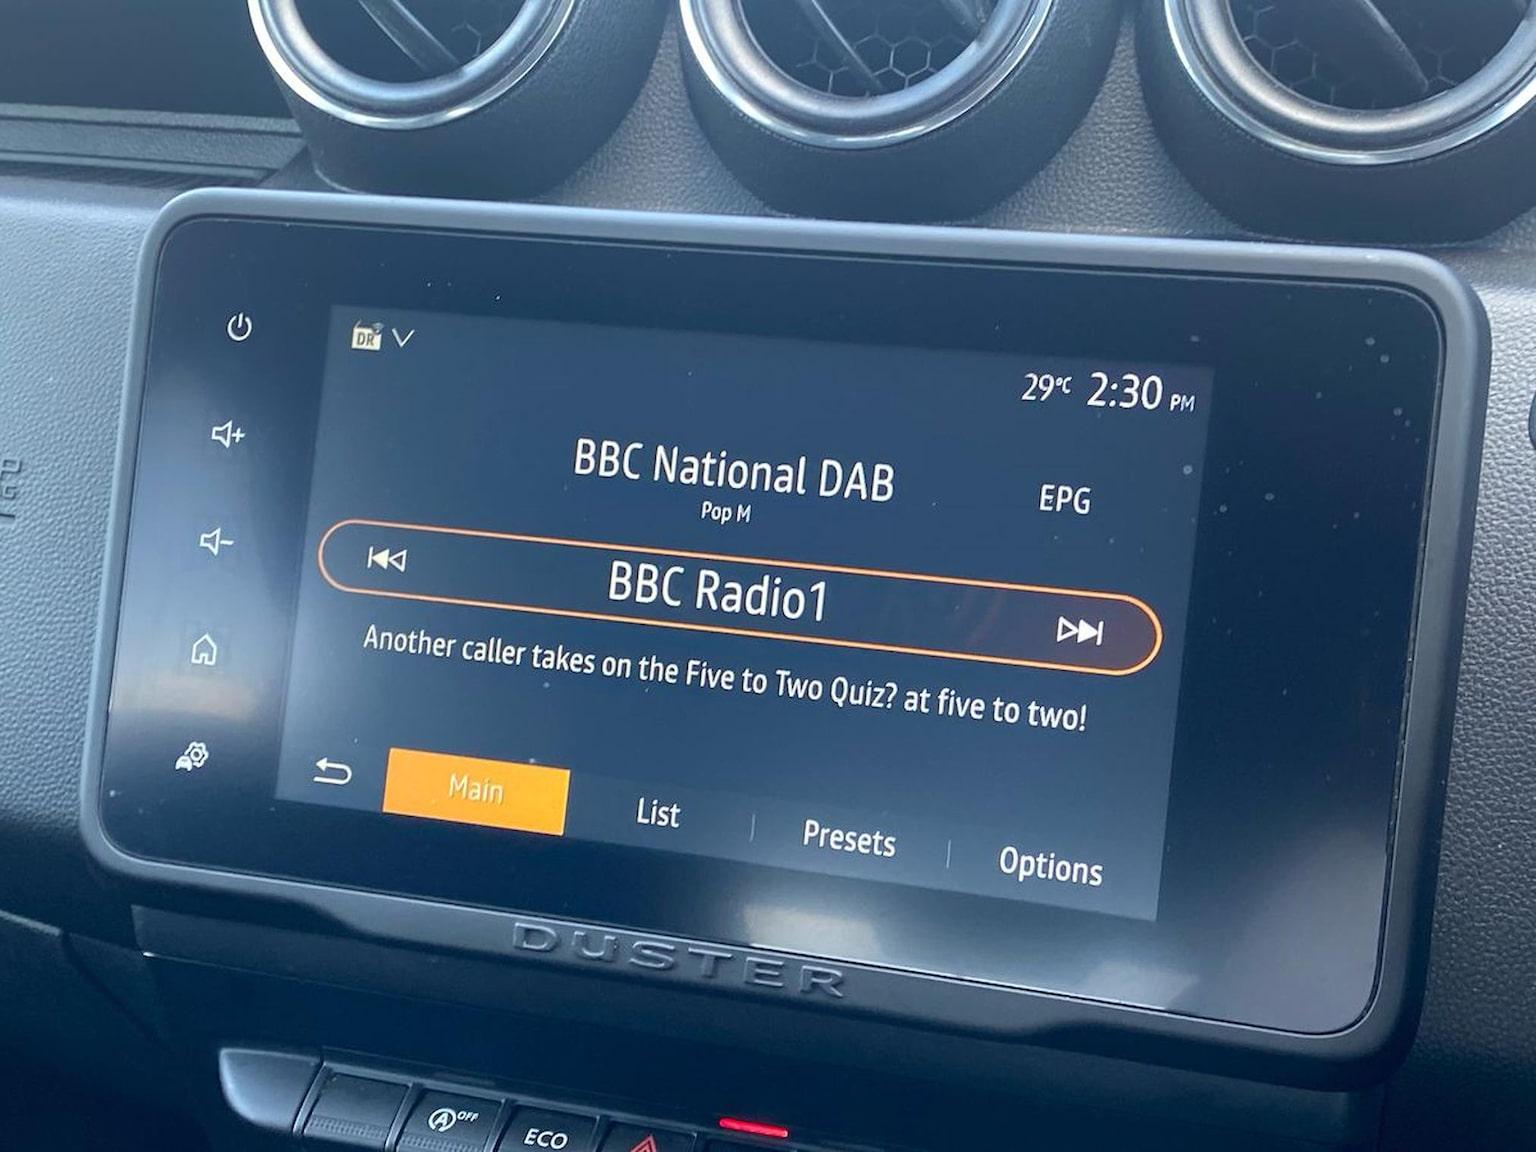 DR
29°C 2:30 PM
BBC National DAB
EPG
Pop M
BBC Radio1
Another caller takes on the Five to Two Quiz? at five to two!
Main
List
Presets
Options
DUSTER
A OFF
ECO